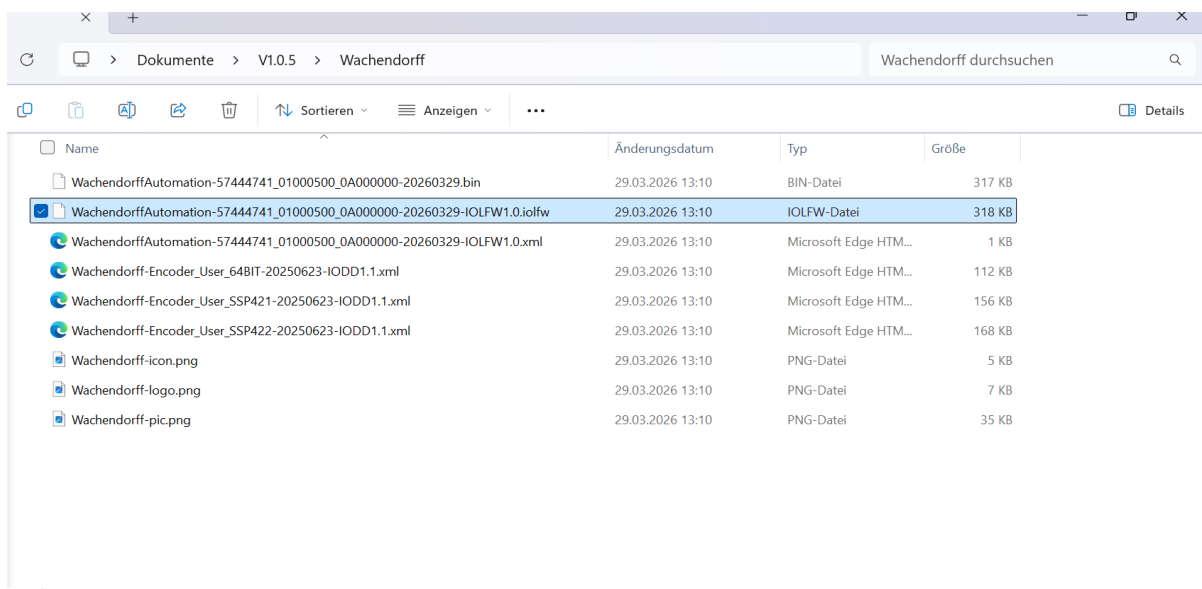 Dokumente V1.0.5 Wachendorff Wachendorff durchsuchen
Sortieren Anzeigen Details
Name Änderungsdatum Typ Größe
WachendorffAutomation-57444741_01000500_0A000000-20260329.bin 29.03.2026 13:10 BIN-Datei 317 KB
WachendorffAutomation-57444741_01000500_0A000000-20260329-IOLFW1.0.iolfw 29.03.2026 13:10 IOLFW-Datei 318 KB
WachendorffAutomation-57444741_01000500_0A000000-20260329-IOLFW1.0.xml 29.03.2026 13:10 Microsoft Edge HTM... 1 KB
Wachendorff-Encoder_User_64BIT-20250623-IODD1.1.xml 29.03.2026 13:10 Microsoft Edge HTM... 112 KB
Wachendorff-Encoder_User_SSP421-20250623-IODD1.1.xml 29.03.2026 13:10 Microsoft Edge HTM... 156 KB
Wachendorff-Encoder_User_SSP422-20250623-IODD1.1.xml 29.03.2026 13:10 Microsoft Edge HTM... 168 KB
Wachendorff-icon.png 29.03.2026 13:10 PNG-Datei 5 KB
Wachendorff-logo.png 29.03.2026 13:10 PNG-Datei 7 KB
Wachendorff-pic.png 29.03.2026 13:10 PNG-Datei 35 KB